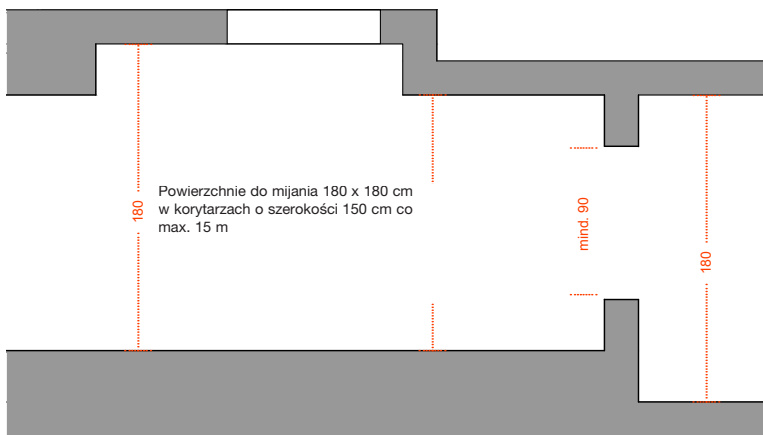 Powierzchnie do mijania 180 x 180 cm
w korytarzach o szerokości 150 cm co
max. 15 m
180
mind. 90
180